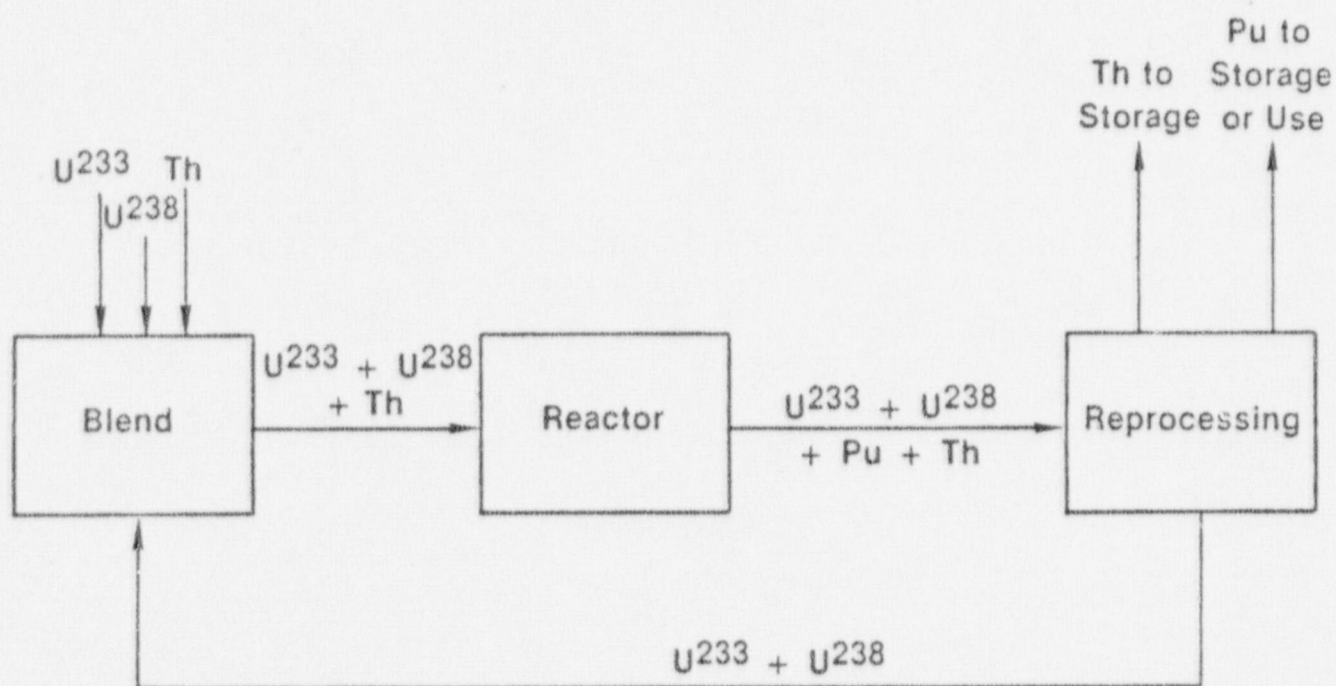 Pu to
Th to Storage
Storage or Use
U²³³ Th
U²³⁸
U²³³ + U²³⁸
+ Th
Blend
Reactor
U²³³ + U²³⁸
+ Pu + Th
Reprocessing
U²³³ + U²³⁸